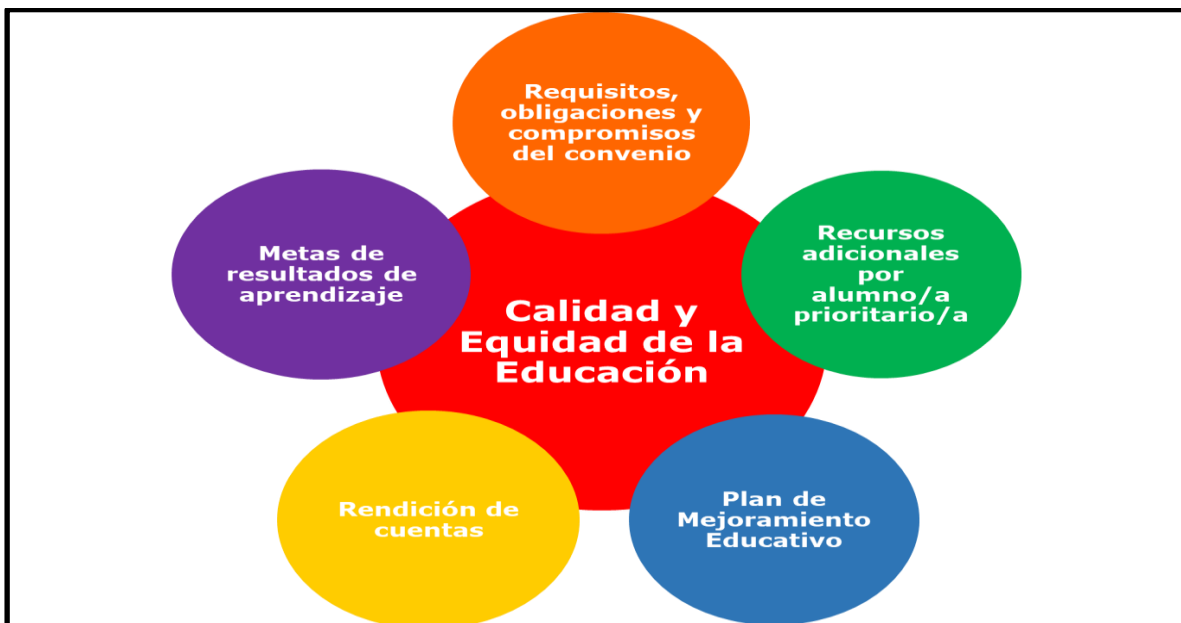 Requisitos,
obligaciones y
compromisos
del convenio
Metas de
resultados de
aprendizaje
Recursos
adicionales
por
alumno/a
prioritario/a
Calidad y
Equidad de la
Educación
Rendición de
cuentas
Plan de
Mejoramiento
Educativo